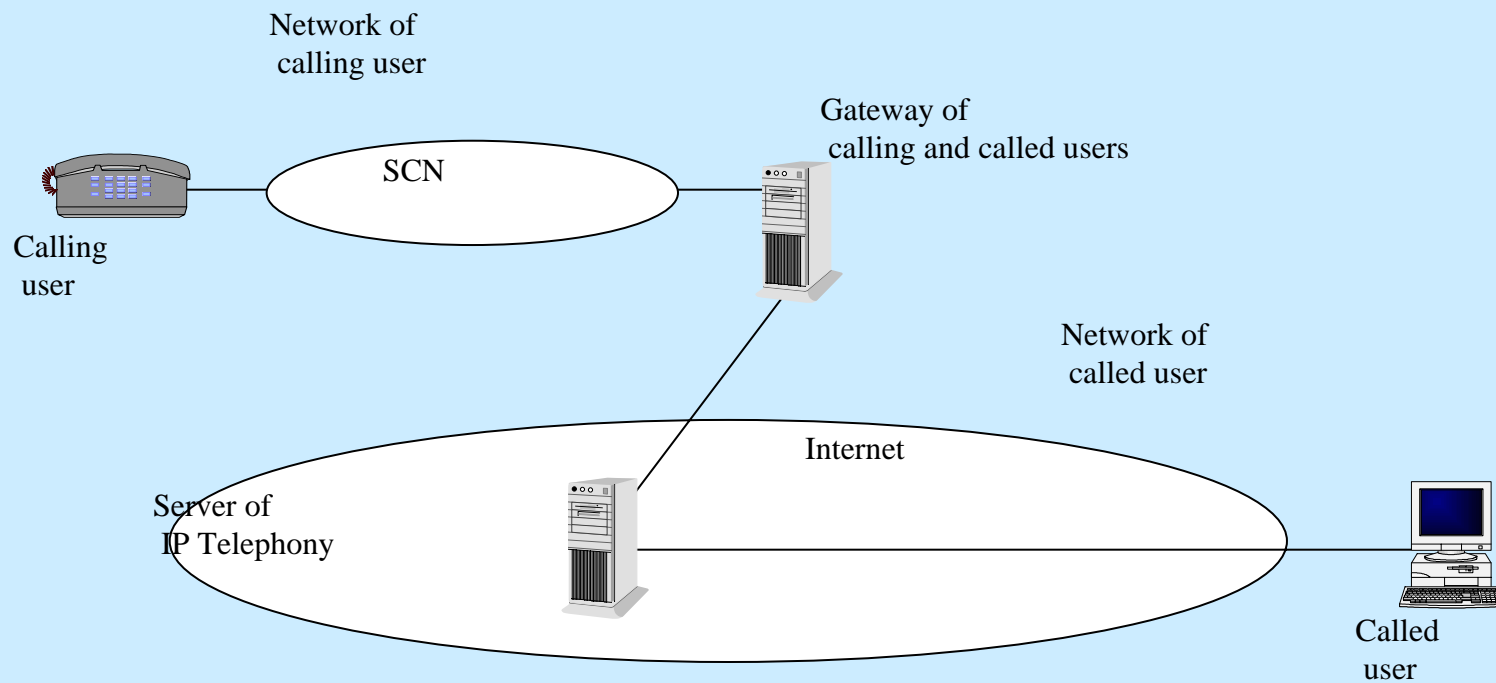 Network of
calling user
Gateway of
calling and called users
SCN
Calling
user
Network of
called user
Internet
Server of
IP Telephony
Called
user